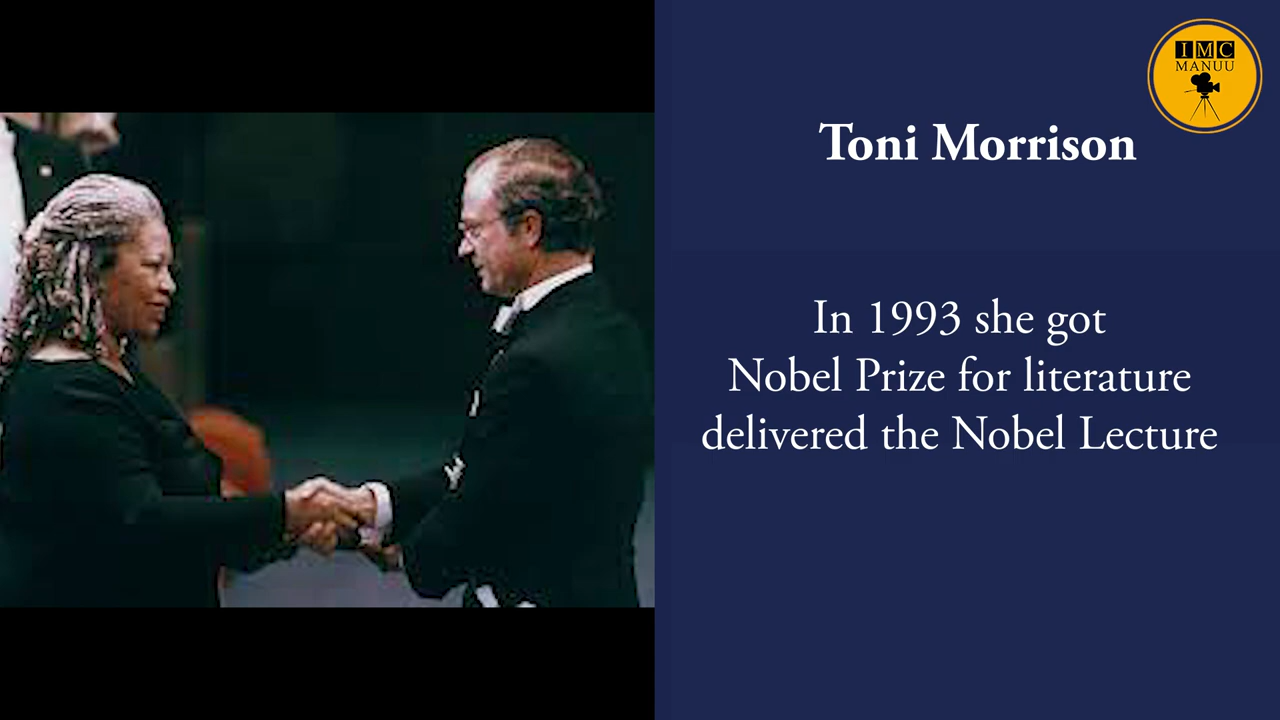 IMC
MANUU
Toni Morrison
In 1993 she got
Nobel Prize for literature
delivered the Nobel Lecture